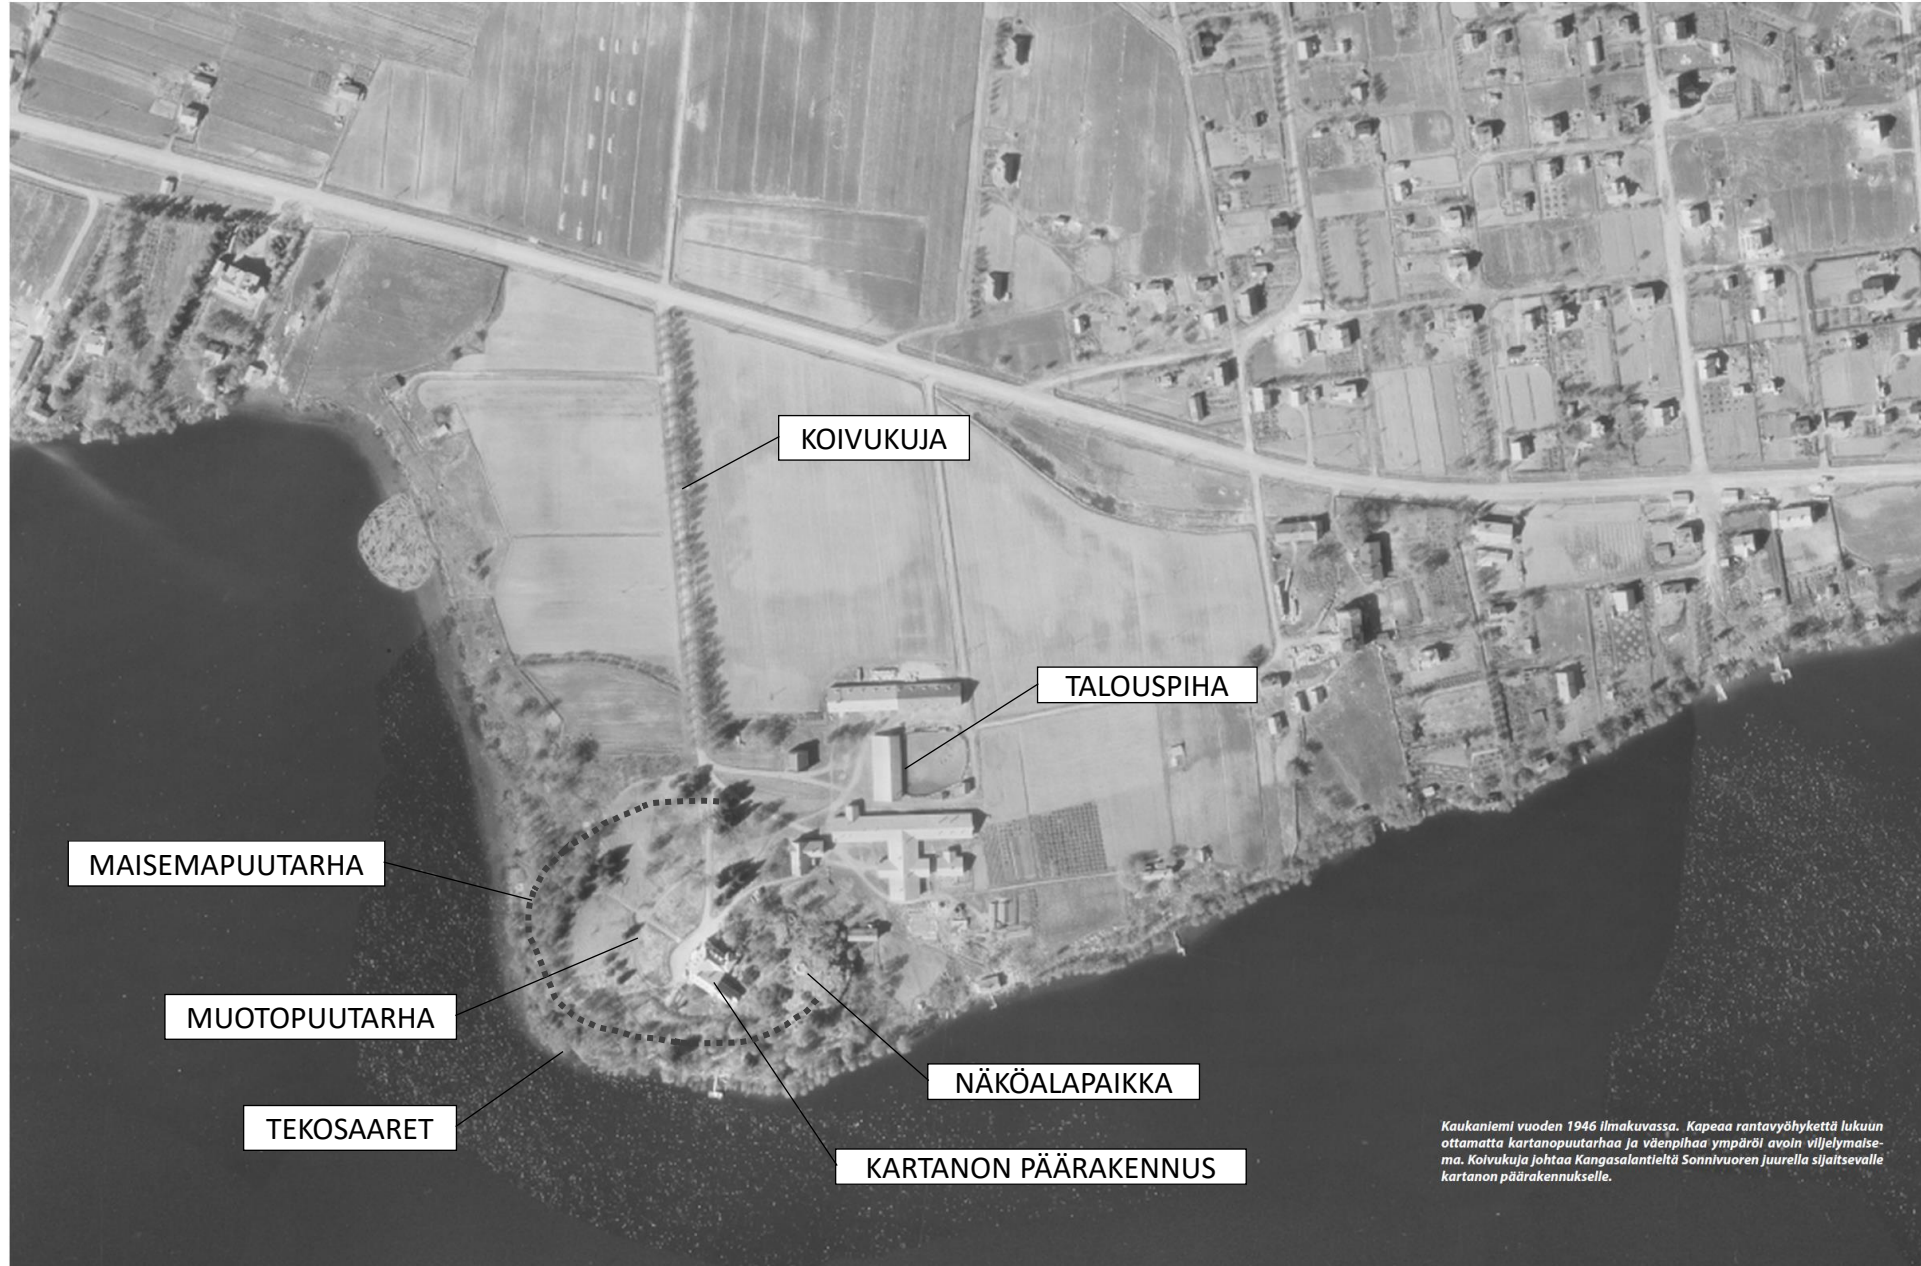 KOIVUKUJA
TALOUSPIHA
MAISEMAPUUTARHA
MUOTOPUUTARHA
NÄKÖALAPAIKKA
TEKOSAARET
KARTANON PÄÄRAKENNUS
Kaukaniemi vuoden 1946 ilmakuvassa. Kapeaa rantavyöhykettä lukuun
ottamatta kartanopuutarhaa ja väenpihaa ympäröi avoin viljelymaise-
ma. Koivukuja johtaa Kangasalantieltä Sonnivuoren juurella sijaitsevalle
kartanon päärakennukselle.